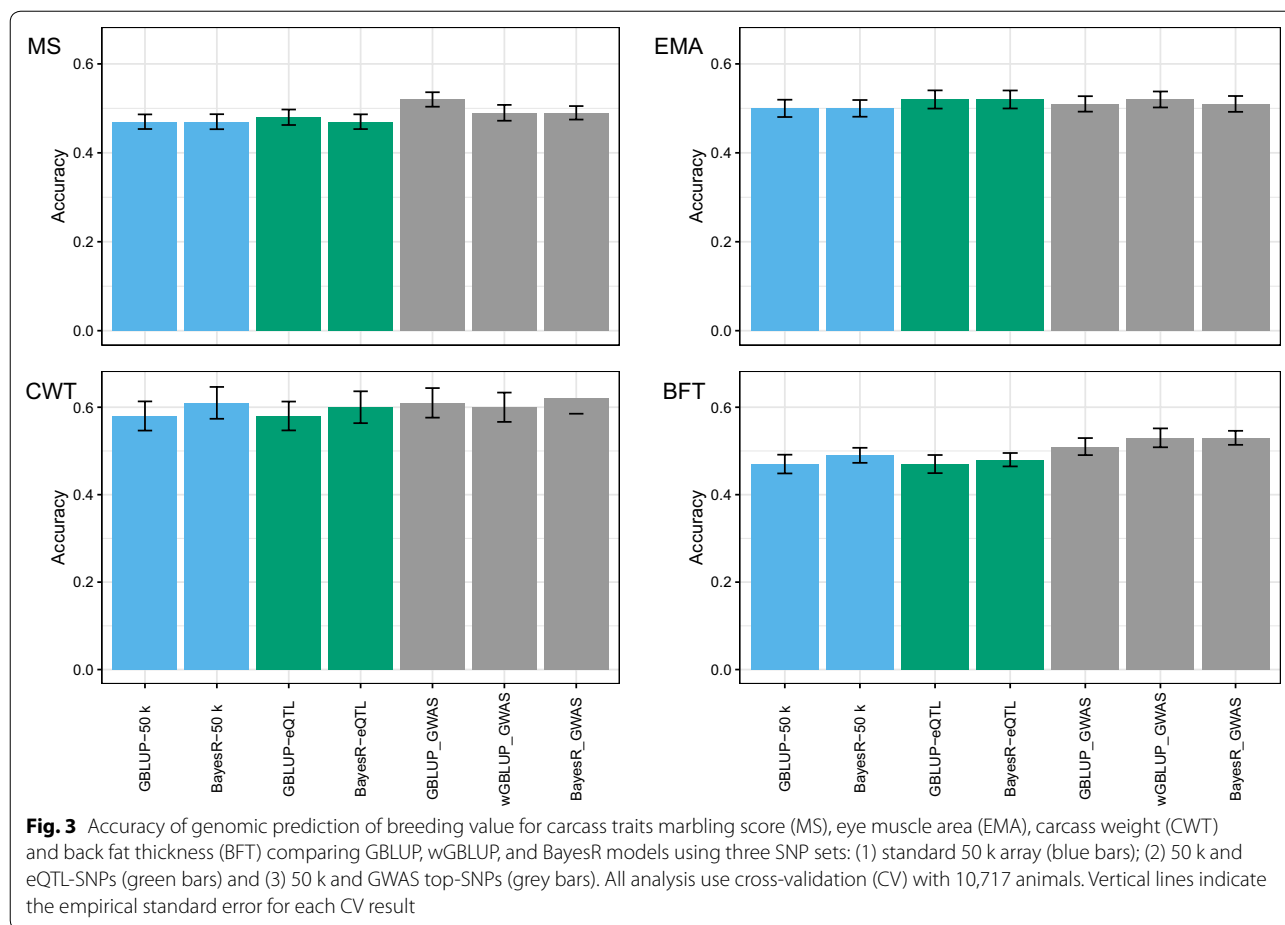 MS
Accuracy
0.6
0.4
0.2
0.0
EMA
Accuracy
0.6
0.4
0.2
0.0
CWT
Accuracy
0.6
0.4
0.2
0.0
GBLUP−50 k
BayesR−50 k
GBLUP−eQTL
BayesR−eQTL
GBLUP_GWAS
wGBLUP_GWAS
BayesR_GWAS
BFT
Accuracy
0.6
0.4
0.2
0.0
GBLUP−50 k
BayesR−50 k
GBLUP−eQTL
BayesR−eQTL
GBLUP_GWAS
wGBLUP_GWAS
BayesR_GWAS
Fig. 3 Accuracy of genomic prediction of breeding value for carcass traits marbling score (MS), eye muscle area (EMA), carcass weight (CWT)
and back fat thickness (BFT) comparing GBLUP, wGBLUP, and BayesR models using three SNP sets: (1) standard 50 k array (blue bars); (2) 50 k and
eQTL-SNPs (green bars) and (3) 50 k and GWAS top-SNPs (grey bars). All analysis use cross-validation (CV) with 10,717 animals. Vertical lines indicate
the empirical standard error for each CV result